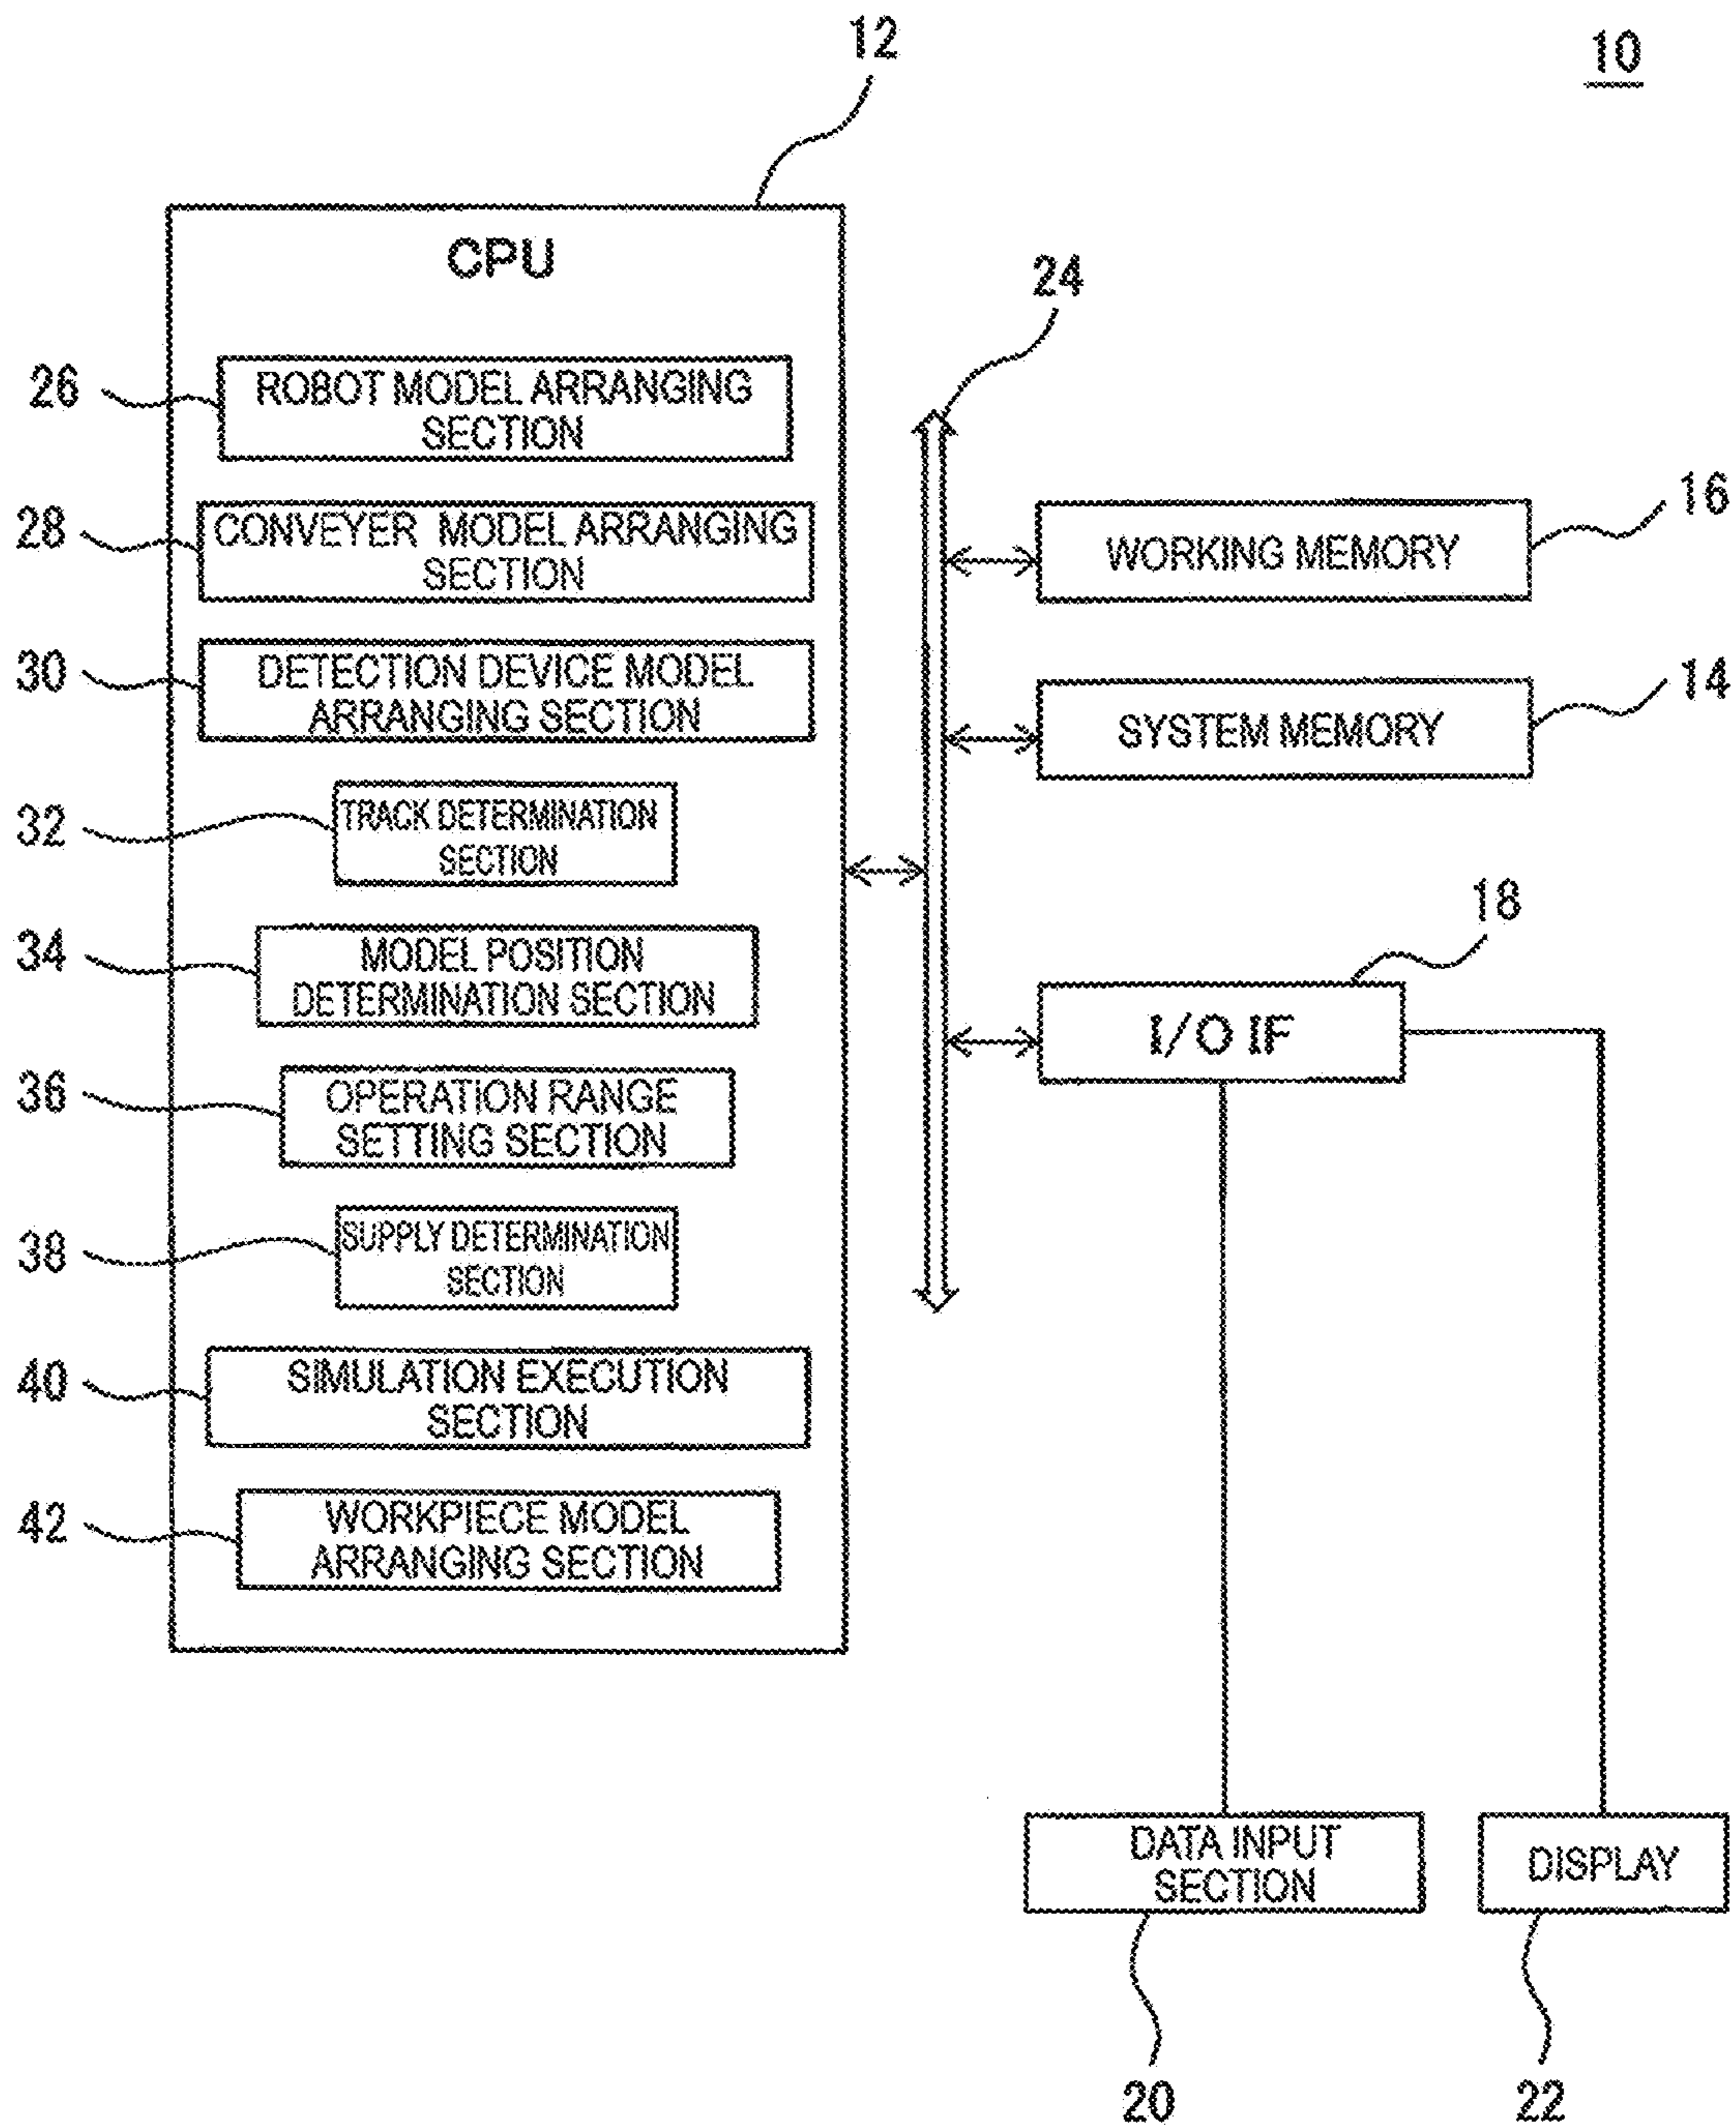 12
10
CPU
24
26
ROBOT MODEL ARRANGING
SECTION
28
CONVEYER MODEL ARRANGING
SECTION
16
WORKING MEMORY
30
DETECTION DEVICE MODEL
ARRANGING SECTION
14
SYSTEM MEMORY
32
TRACK DETERMINATION
SECTION
34
MODEL POSITION
DETERMINATION SECTION
18
I/O IF
36
OPERATION RANGE
SETTING SECTION
38
SUPPLY DETERMINATION
SECTION
40
SIMULATION EXECUTION
SECTION
42
WORKPIECE MODEL
ARRANGING SECTION
DATA INPUT
SECTION
DISPLAY
20
22